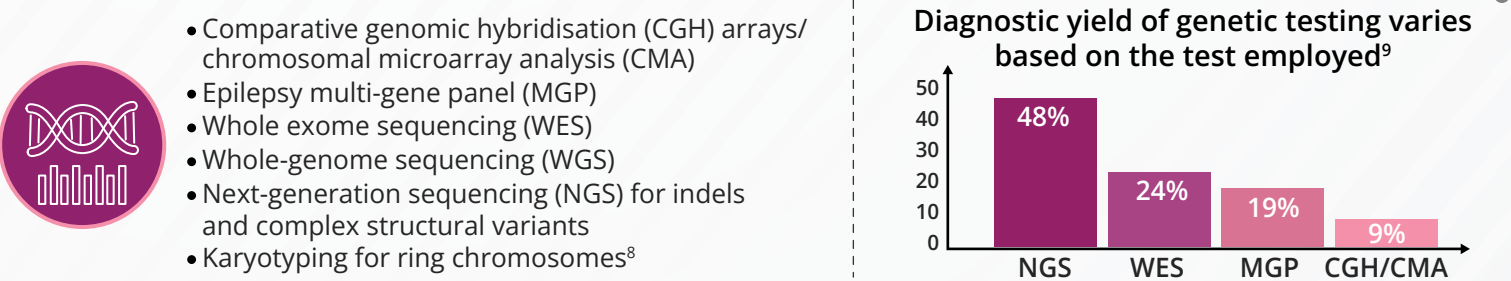 • Comparative genomic hybridisation (CGH) arrays/
chromosomal microarray analysis (CMA)
• Epilepsy multi-gene panel (MGP)
• Whole exome sequencing (WES)
• Whole-genome sequencing (WGS)
• Next-generation sequencing (NGS) for indels
and complex structural variants
• Karyotyping for ring chromosomes⁸
Diagnostic yield of genetic testing varies
based on the test employed⁹
50
40
30
20
10
0
48%
24%
19%
9%
NGS WES MGP CGH/CMA